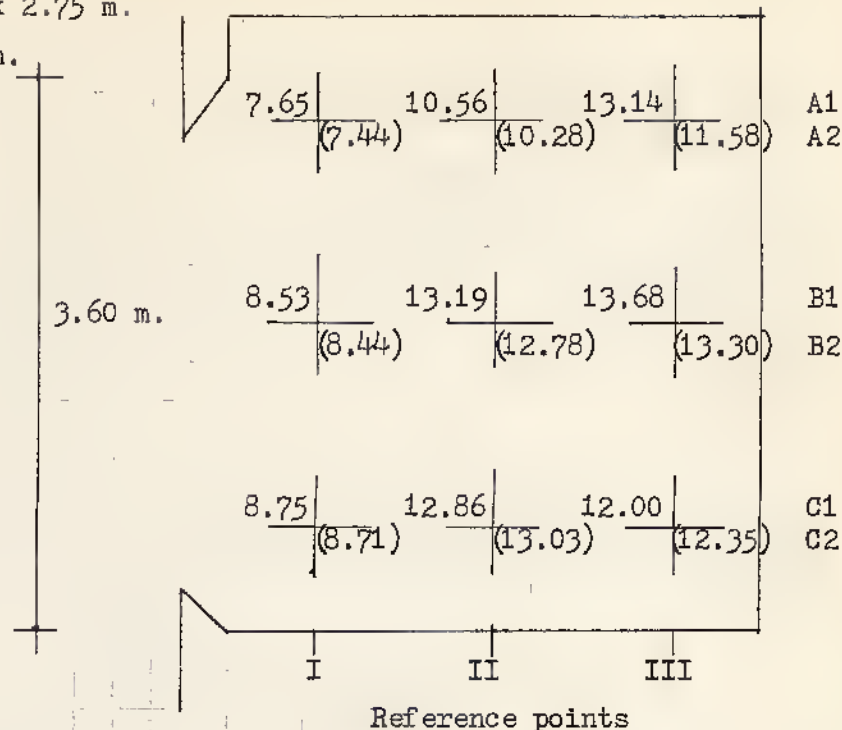 x 2.75 m.
m.
7.65 10.56 13.14 A1
(7.44) (10.28) (11.58) A2
3.60 m.
8.53 13.19 13.68 B1
(8.44) (12.78) (13.30) B2
8.75 12.86 12.00 C1
(8.71) (13.03) (12.35) C2
I II III
Reference points